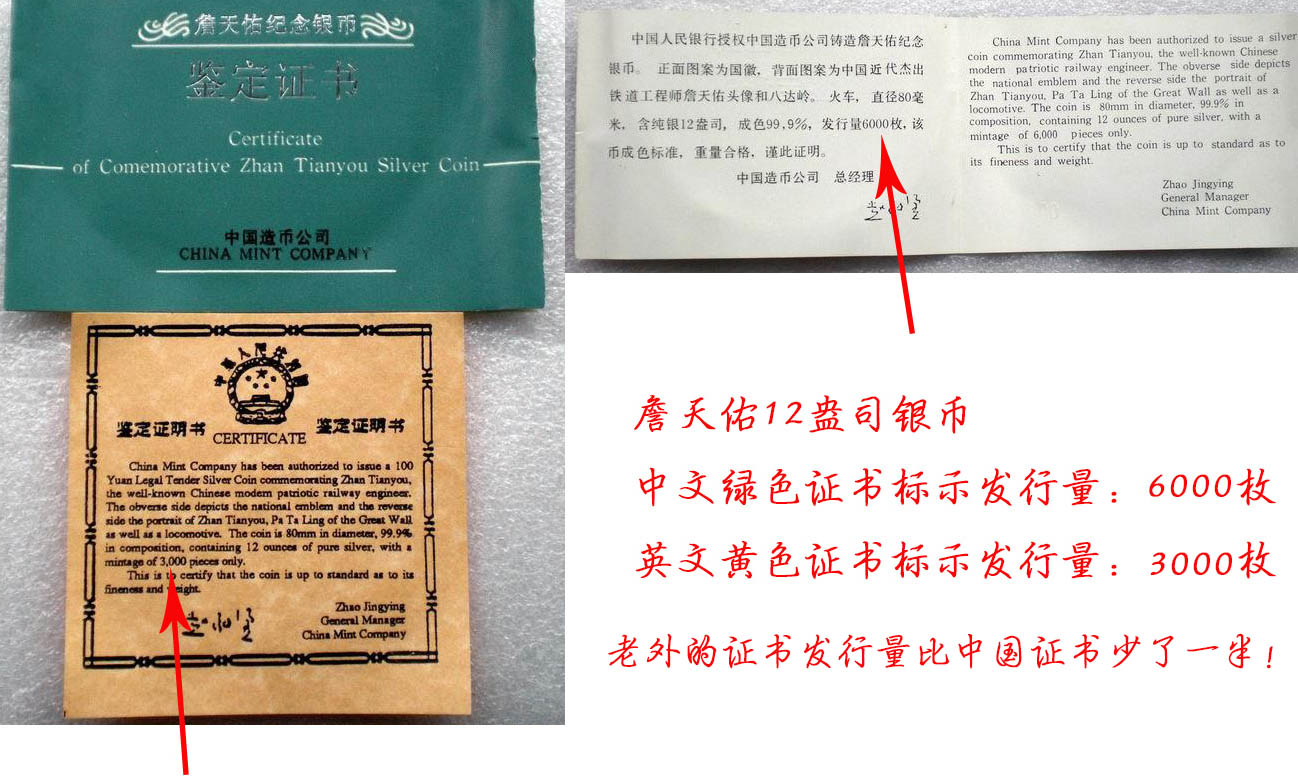 詹天佑纪念银币
鉴定证书
Certificate
of Comemorative Zhan Tianyou Silver Coin
中国造币公司
CHINA MINT COMPANY
中华人民共和国
鉴定证明书 CERTIFICATE 鉴定证明书
China Mint Company has been authorized to issue a 100
Yuan Legal Tender Silver Coin commemorating Zhan Tianyou,
the well-known Chinese modern patriotic railway engineer.
The obverse side depicts the national emblem and the reverse
side the portrait of Zhan Tianyou, Pa Ta Ling of the Great Wall
as well as a locomotive. The coin is 80mm in diameter, 99.9%
in composition, containing 12 ounces of pure silver, with a
mintage of 3,000 pieces only.
This is to certify that the coin is up to standard as to its
fineness and weight.
Zhao Jingying
General Manager
China Mint Company
中国人民银行授权中国造币公司铸造詹天佑纪念
银币。 正面图案为国徽，背面图案为中国近代杰出
铁道工程师詹天佑头像和八达岭。 火车，直径80毫
米，含纯银12盎司，成色99.9%，发行量6000枚，该
币成色标准，重量合格，谨此证明。
中国造币公司 总经理
China Mint Company has been authorized to issue a silver
coin commemorating Zhan Tianyou, the well-known Chinese
modern patriotic railway engineer. The obverse side depicts
the national emblem and the reverse side the portrait of
Zhan Tianyou, Pa Ta Ling of the Great Wall as well as a
locomotive. The coin is 80mm in diameter, 99.9% in
composition, containing 12 ounces of pure silver, with a
mintage of 6,000 pieces only.
This is to certify that the coin is up to standard as to
its fineness and weight.
Zhao Jingying
General Manager
China Mint Company
詹天佑12盎司银币
中文绿色证书标示发行量：6000枚
英文黄色证书标示发行量：3000枚
老外的证书发行量比中国证书少了一半！